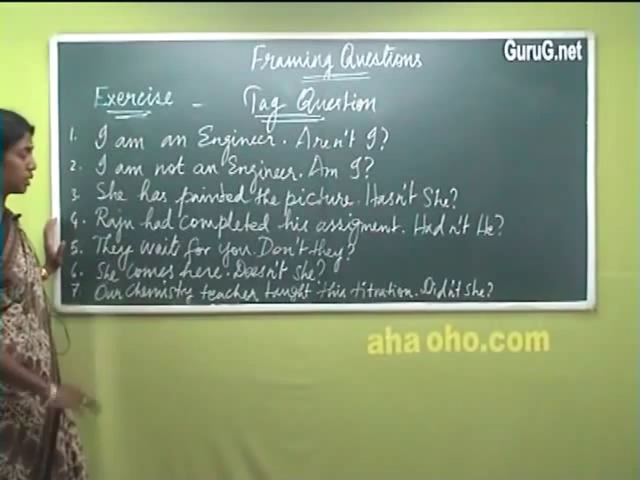 GuruG.net
Framing Questions
Exercise - Tag Question
1. I am an Engineer. Aren't I?
2. I am not an Engineer. Am I?
3. She has painted the picture. Hasn't She?
4. Raju had completed his assigment. Hadn't He?
5. They wait for you. Don't they?
6. She comes here. Doesn't she?
7. Our chemistry teacher taught this titration. Didn't she?
aha oho.com